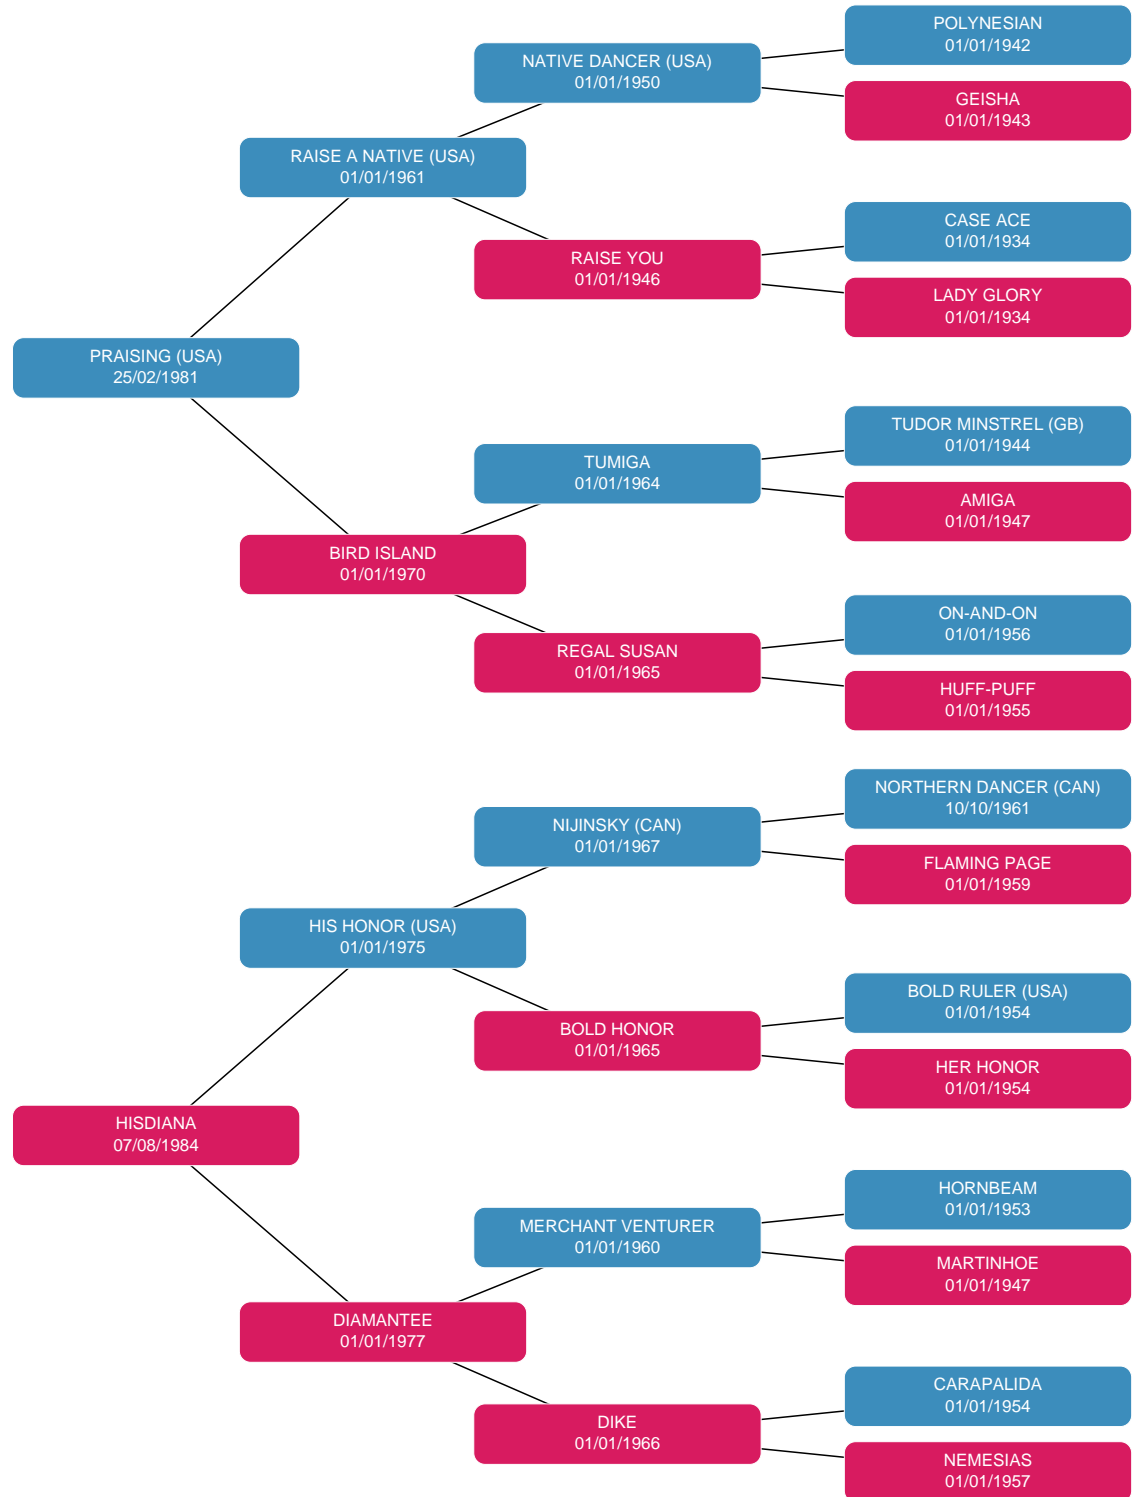 POLYNESIAN
01/01/1942
NATIVE DANCER (USA)
01/01/1950
GEISHA
01/01/1943
RAISE A NATIVE (USA)
01/01/1961
CASE ACE
01/01/1934
RAISE YOU
01/01/1946
LADY GLORY
01/01/1934
PRAISING (USA)
25/02/1981
TUDOR MINSTREL (GB)
01/01/1944
TUMIGA
01/01/1964
AMIGA
01/01/1947
BIRD ISLAND
01/01/1970
ON-AND-ON
01/01/1956
REGAL SUSAN
01/01/1965
HUFF-PUFF
01/01/1955
NORTHERN DANCER (CAN)
10/10/1961
NIJINSKY (CAN)
01/01/1967
FLAMING PAGE
01/01/1959
HIS HONOR (USA)
01/01/1975
BOLD RULER (USA)
01/01/1954
BOLD HONOR
01/01/1965
HER HONOR
01/01/1954
HISDIANA
07/08/1984
HORNBEAM
01/01/1953
MERCHANT VENTURER
01/01/1960
MARTINHOE
01/01/1947
DIAMANTEE
01/01/1977
CARAPALIDA
01/01/1954
DIKE
01/01/1966
NEMESIAS
01/01/1957